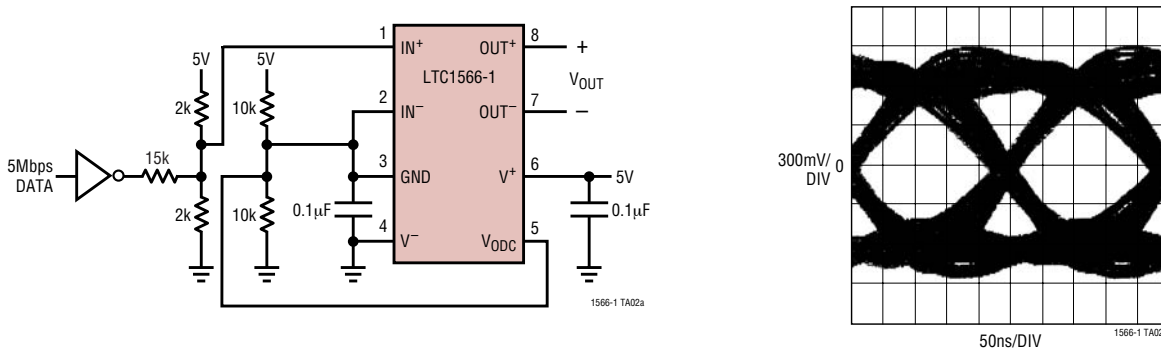 5V
2k
2k
5V
10k
10k
5Mbps
DATA
15k
1
2
3
4
IN+
IN−
GND
V−
0.1µF
LTC1566-1
OUT+
OUT−
V+
VODC
8
7
6
5
+
VOUT
−
5V
0.1µF
1566-1 TA02a
300mV/
DIV
0
50ns/DIV
1566-1 TA02